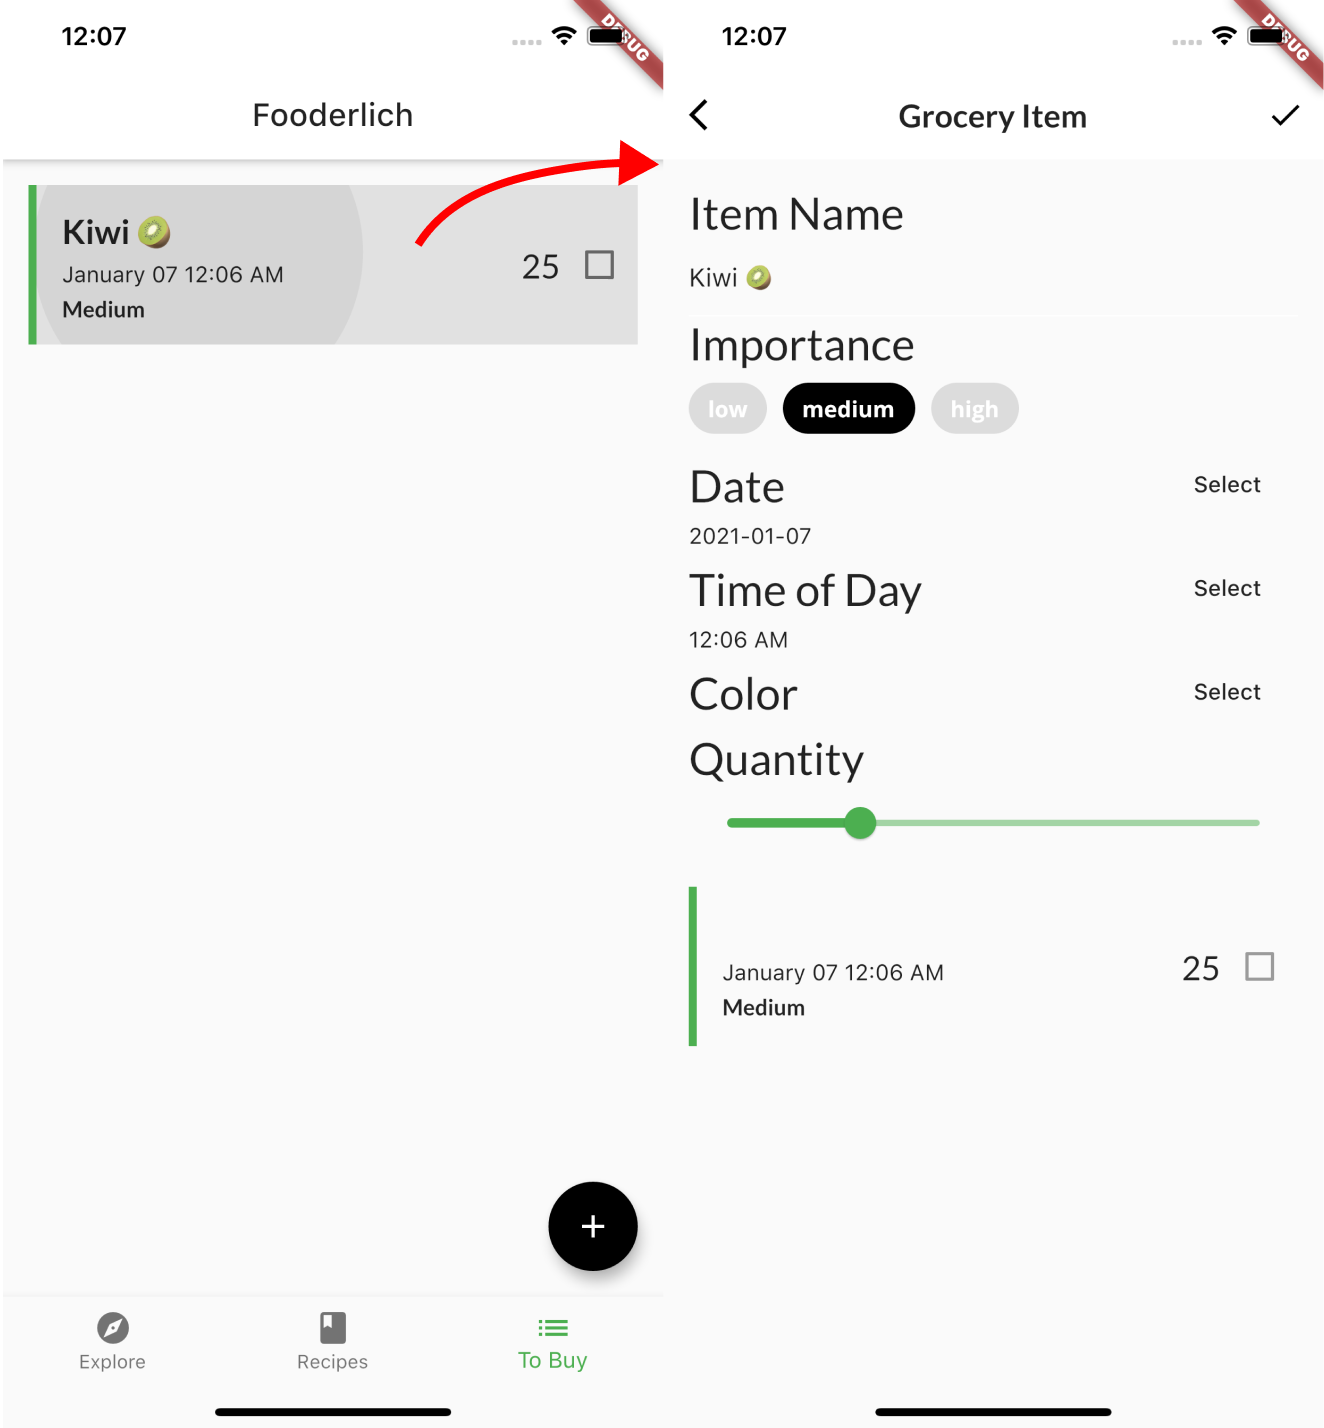 12:07
DEBUG
Fooderlich
Kiwi 🥝
January 07 12:06 AM
Medium
25
Explore
Recipes
To Buy
12:07
DEBUG
Grocery Item
Item Name
Kiwi 🥝
Importance
low medium high
Date Select
2021-01-07
Time of Day Select
12:06 AM
Color Select
Quantity
January 07 12:06 AM
Medium
25